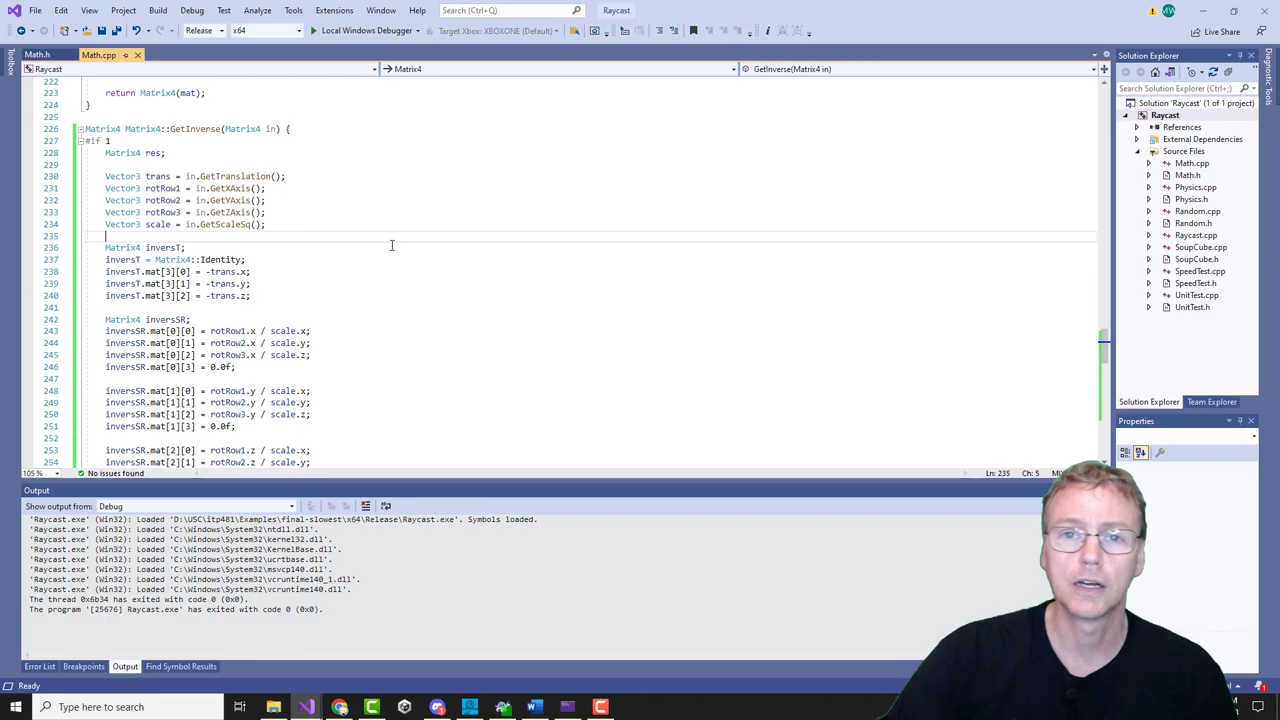 File Edit View Git Project Build Debug Test Analyze Tools Extensions Window Help Search (Ctrl+Q) Raycast MW
Release x64 Local Windows Debugger Target Xbox: XBOXONE (Default) Live Share
Toolbox
Math.h Math.cpp
Raycast Matrix4 GetInverse(Matrix4 in)
222
223 return Matrix4(mat);
224 }
225
226 Matrix4 Matrix4::GetInverse(Matrix4 in) {
227 #if 1
228 Matrix4 res;
229
230 Vector3 trans = in.GetTranslation();
231 Vector3 rotRow1 = in.GetXAxis();
232 Vector3 rotRow2 = in.GetYAxis();
233 Vector3 rotRow3 = in.GetZAxis();
234 Vector3 scale = in.GetScaleSq();
235
236 Matrix4 inversT;
237 inversT = Matrix4::Identity;
238 inversT.mat[3][0] = -trans.x;
239 inversT.mat[3][1] = -trans.y;
240 inversT.mat[3][2] = -trans.z;
241
242 Matrix4 inversSR;
243 inversSR.mat[0][0] = rotRow1.x / scale.x;
244 inversSR.mat[0][1] = rotRow2.x / scale.y;
245 inversSR.mat[0][2] = rotRow3.x / scale.z;
246 inversSR.mat[0][3] = 0.0f;
247
248 inversSR.mat[1][0] = rotRow1.y / scale.x;
249 inversSR.mat[1][1] = rotRow2.y / scale.y;
250 inversSR.mat[1][2] = rotRow3.y / scale.z;
251 inversSR.mat[1][3] = 0.0f;
252
253 inversSR.mat[2][0] = rotRow1.z / scale.x;
254 inversSR.mat[2][1] = rotRow2.z / scale.y;
105 % No issues found Ln: 235 Ch: 5
Output
Show output from: Debug
'Raycast.exe' (Win32): Loaded 'D:\USC\itp481\Examples\final-slowest\x64\Release\Raycast.exe'. Symbols loaded.
'Raycast.exe' (Win32): Loaded 'C:\Windows\System32\ntdll.dll'.
'Raycast.exe' (Win32): Loaded 'C:\Windows\System32\kernel32.dll'.
'Raycast.exe' (Win32): Loaded 'C:\Windows\System32\KernelBase.dll'.
'Raycast.exe' (Win32): Loaded 'C:\Windows\System32\ucrtbase.dll'.
'Raycast.exe' (Win32): Loaded 'C:\Windows\System32\msvcp140.dll'.
'Raycast.exe' (Win32): Loaded 'C:\Windows\System32\vcruntime140_1.dll'.
'Raycast.exe' (Win32): Loaded 'C:\Windows\System32\vcruntime140.dll'.
The thread 0x6b34 has exited with code 0 (0x0).
The program '[25676] Raycast.exe' has exited with code 0 (0x0).
Error List Breakpoints Output Find Symbol Results
Ready
Type here to search
Solution Explorer
Search Solution Explorer (Ctrl+;)
Solution 'Raycast' (1 of 1 project)
Raycast
References
External Dependencies
Source Files
Math.cpp
Math.h
Physics.cpp
Random.cpp
Random.h
Raycast.cpp
SoupCube.cpp
SoupCube.h
SpeedTest.cpp
SpeedTest.h
UnitTest.cpp
UnitTest.h
Solution Explorer Team Explorer
Properties
Diagnostic Tools